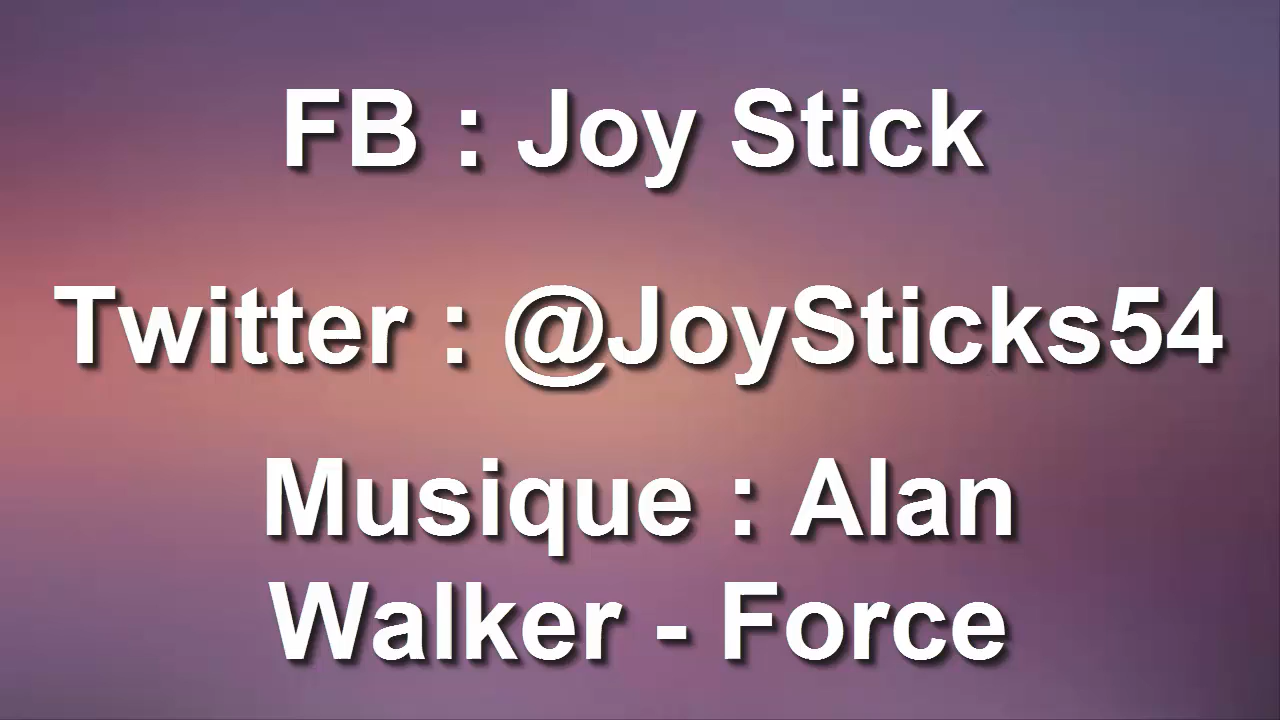 FB : Joy Stick
Twitter : @JoySticks54
Musique : Alan
Walker - Force